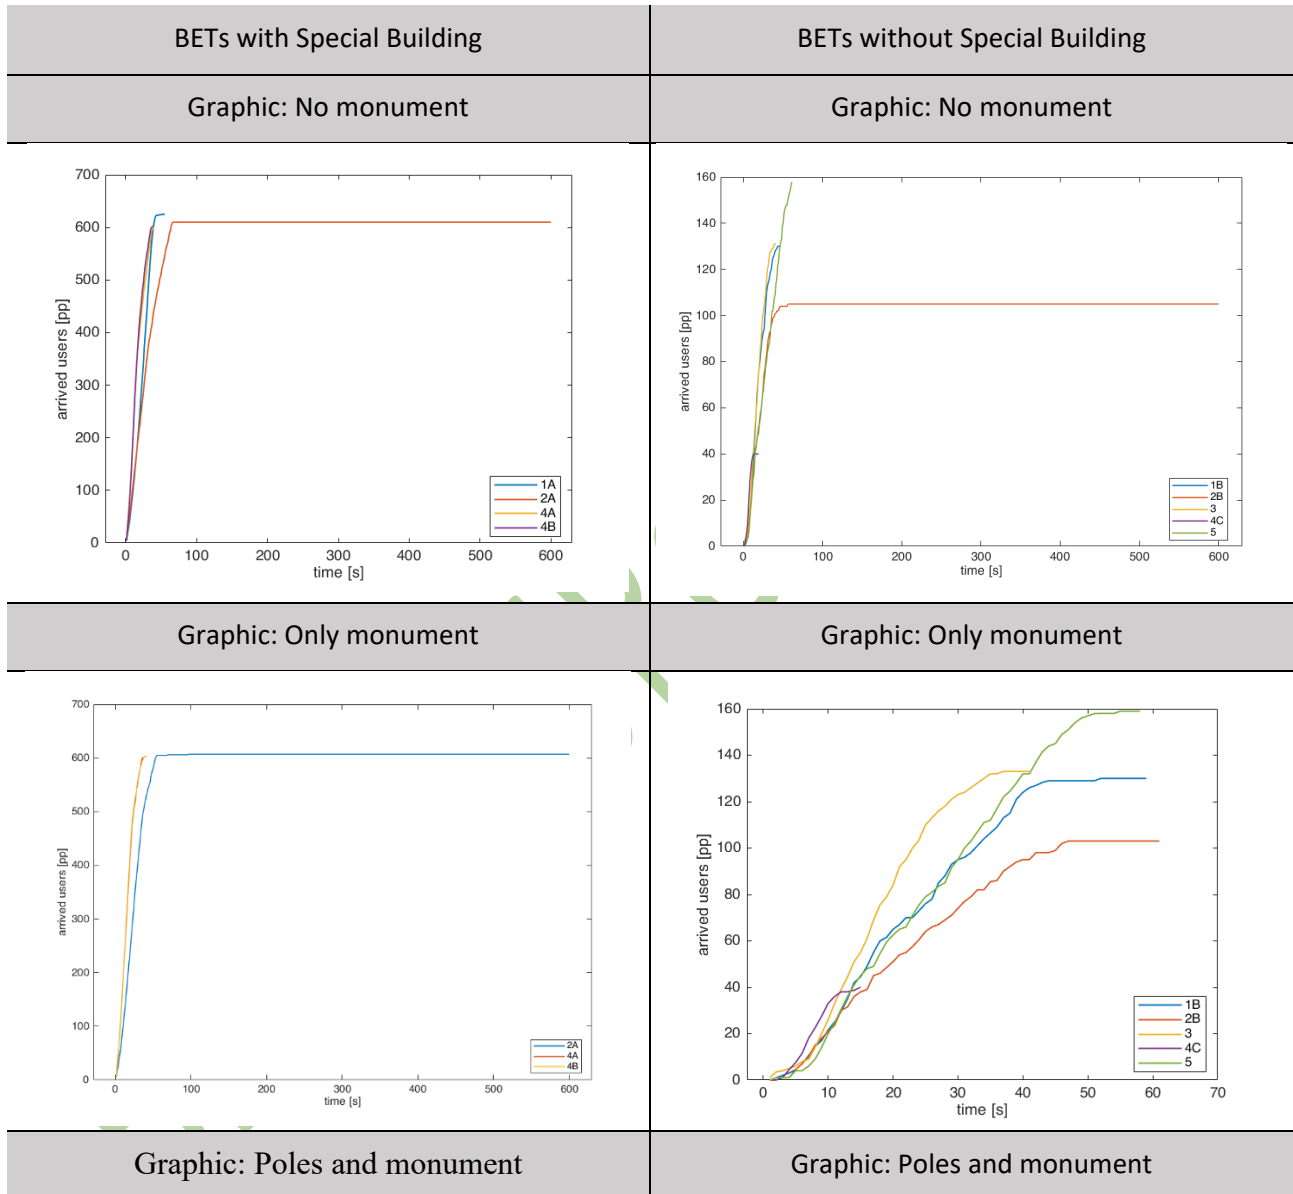 BETs with Special Building
BETs without Special Building
Graphic: No monument
Graphic: No monument
700
600
500
400
300
200
100
0
arrived users [pp]
0 100 200 300 400 500 600
time [s]
1A
2A
4A
4B
160
140
120
100
80
60
40
20
0
arrived users [pp]
0 100 200 300 400 500 600
time [s]
1B
2B
3
4C
5
Graphic: Only monument
Graphic: Only monument
700
600
500
400
300
200
100
0
arrived users [pp]
0 100 200 300 400 500 600
time [s]
2A
4A
4B
160
140
120
100
80
60
40
20
0
arrived users [pp]
0 10 20 30 40 50 60 70
time [s]
1B
2B
3
4C
5
Graphic: Poles and monument
Graphic: Poles and monument